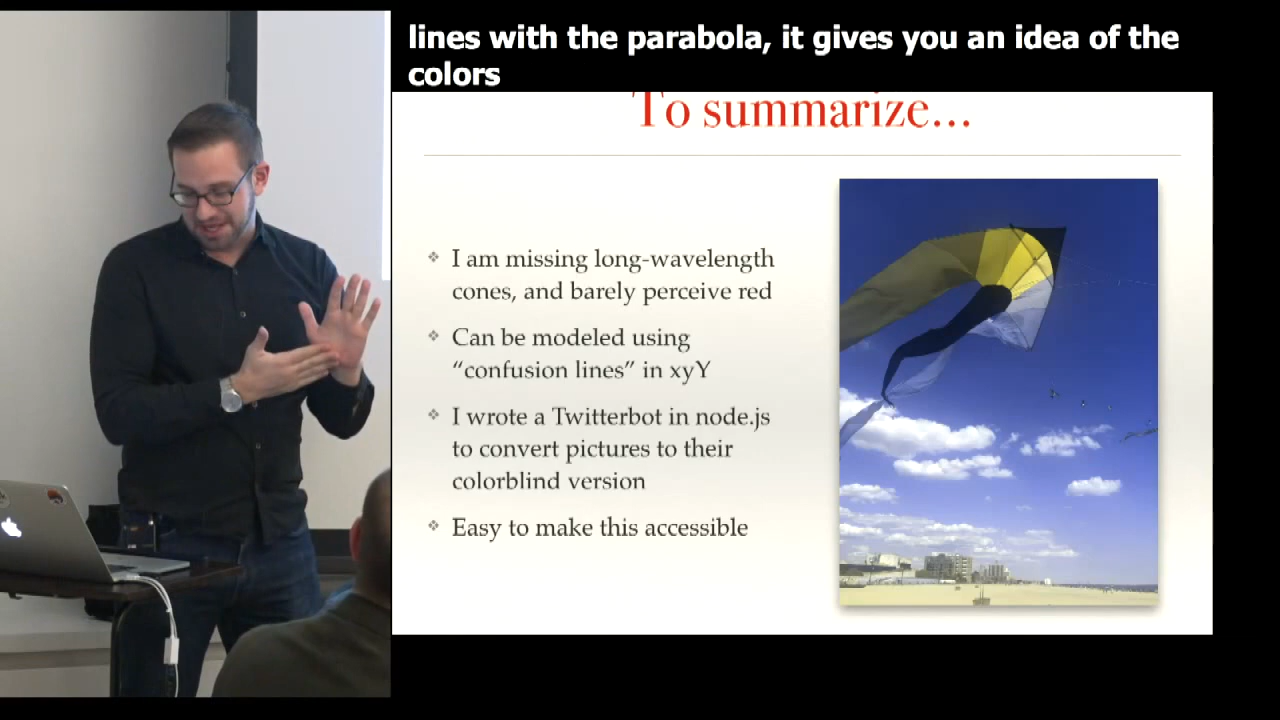 lines with the parabola, it gives you an idea of the
colors
To summarize...
❖ I am missing long-wavelength
cones, and barely perceive red
❖ Can be modeled using
“confusion lines” in xyY
❖ I wrote a Twitterbot in node.js
to convert pictures to their
colorblind version
❖ Easy to make this accessible